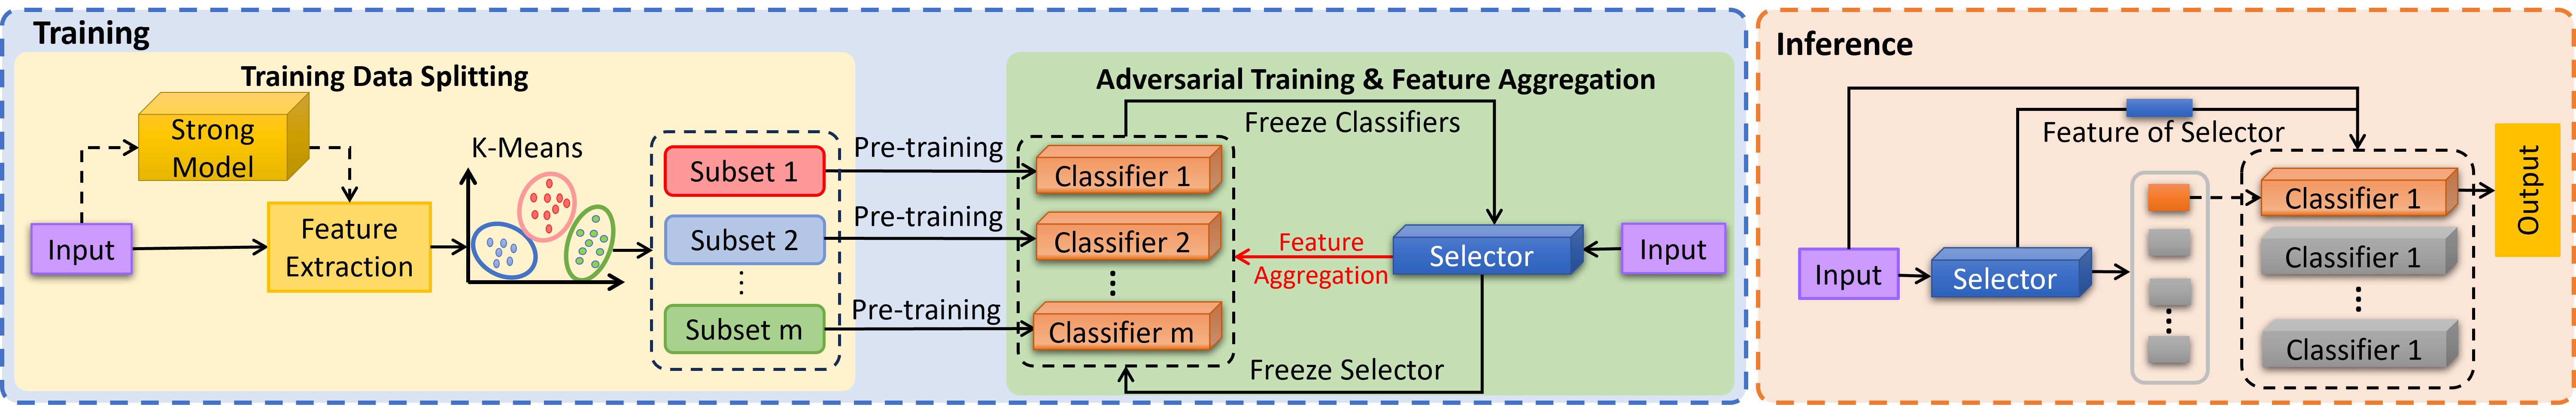 Training
Training Data Splitting
Strong
Model
Input
Feature
Extraction
K-Means
Subset 1
Subset 2
Subset m
Pre-training
Pre-training
Pre-training
Adversarial Training & Feature Aggregation
Freeze Classifiers
Classifier 1
Classifier 2
Classifier m
Feature
Aggregation
Selector
Input
Freeze Selector
Inference
Feature of Selector
Input
Selector
Classifier 1
Classifier 1
Classifier 1
Output